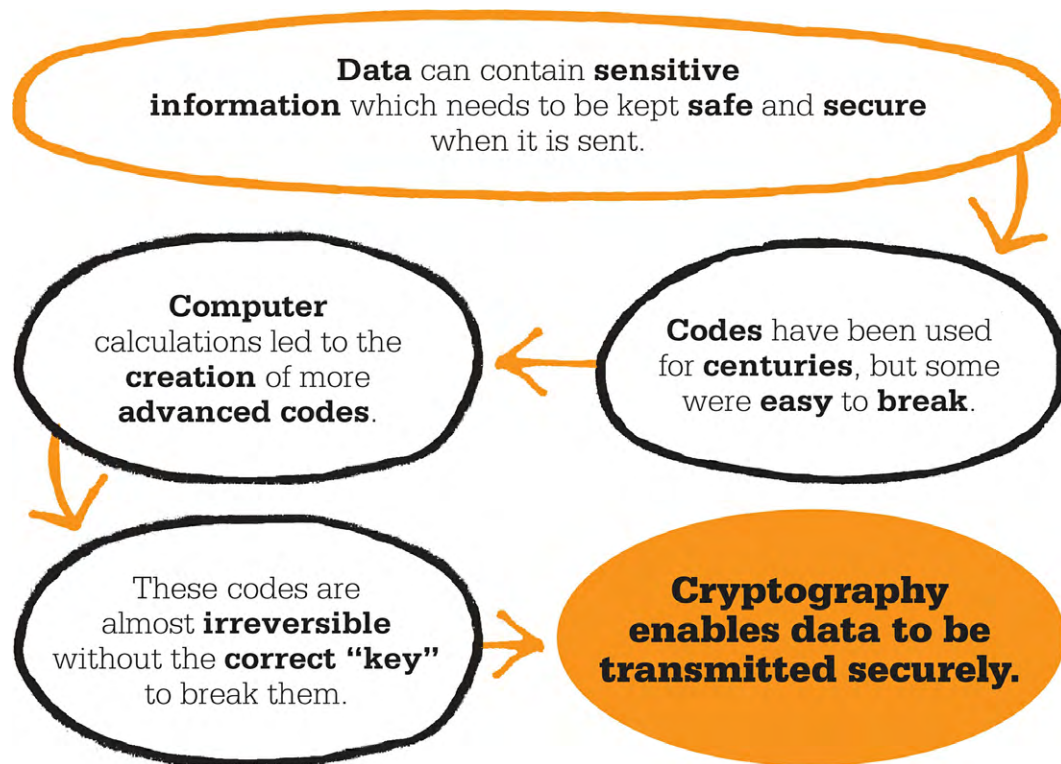 Data can contain sensitive
information which needs to be kept safe and secure
when it is sent.
Codes have been used
for centuries, but some
were easy to break.
Computer
calculations led to the
creation of more
advanced codes.
These codes are
almost irreversible
without the correct “key”
to break them.
Cryptography
enables data to be
transmitted securely.